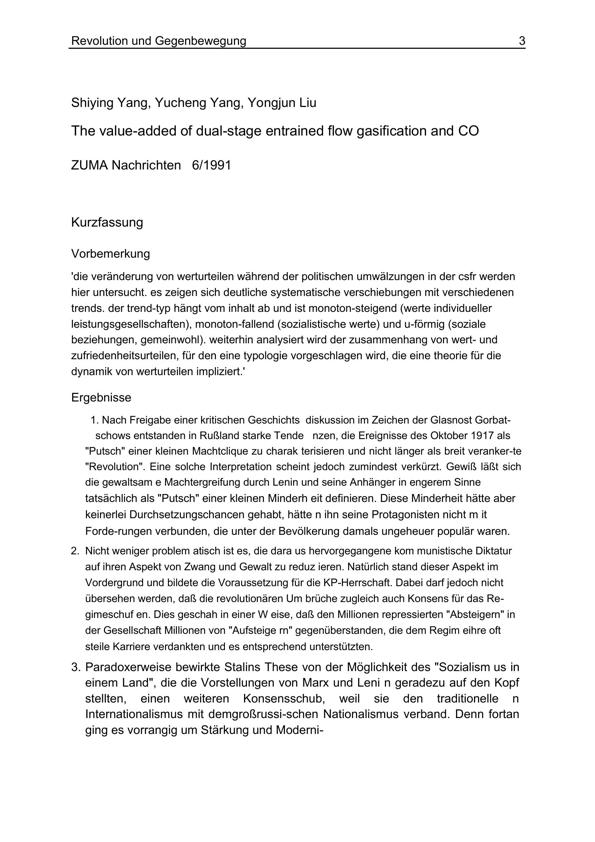 Revolution und Gegenbewegung 3
Shiying Yang, Yucheng Yang, Yongjun Liu
The value-added of dual-stage entrained flow gasification and CO
ZUMA Nachrichten 6/1991
Kurzfassung
Vorbemerkung
'die veränderung von werturteilen während der politischen umwälzungen in der csfr werden
hier untersucht. es zeigen sich deutliche systematische verschiebungen mit verschiedenen
trends. der trend-typ hängt vom inhalt ab und ist monoton-steigend (werte individueller
leistungsgesellschaften), monoton-fallend (sozialistische werte) und u-förmig (soziale
beziehungen, gemeinwohl). weiterhin analysiert wird der zusammenhang von wert- und
zufriedenheitsurteilen, für den eine typologie vorgeschlagen wird, die eine theorie für die
dynamik von werturteilen impliziert.'
Ergebnisse
1. Nach Freigabe einer kritischen Geschichts diskussion im Zeichen der Glasnost Gorbat-
schows entstanden in Rußland starke Tende nzen, die Ereignisse des Oktober 1917 als
"Putsch" einer kleinen Machtclique zu charak terisieren und nicht länger als breit veranker-te
"Revolution". Eine solche Interpretation scheint jedoch zumindest verkürzt. Gewiß läßt sich
die gewaltsam e Machtergreifung durch Lenin und seine Anhänger in engerem Sinne
tatsächlich als "Putsch" einer kleinen Minderh eit definieren. Diese Minderheit hätte aber
keinerlei Durchsetzungschancen gehabt, hätte n ihn seine Protagonisten nicht m it
Forde-rungen verbunden, die unter der Bevölkerung damals ungeheuer populär waren.
2. Nicht weniger problem atisch ist es, die dara us hervorgegangene kom munistische Diktatur
auf ihren Aspekt von Zwang und Gewalt zu reduz ieren. Natürlich stand dieser Aspekt im
Vordergrund und bildete die Voraussetzung für die KP-Herrschaft. Dabei darf jedoch nicht
übersehen werden, daß die revolutionären Um brüche zugleich auch Konsens für das Re-
gimeschuf en. Dies geschah in einer W eise, daß den Millionen repressierten "Absteigern" in
der Gesellschaft Millionen von "Aufsteige rn" gegenüberstanden, die dem Regim eihre oft
steile Karriere verdankten und es entsprechend unterstützten.
3. Paradoxerweise bewirkte Stalins These von der Möglichkeit des "Sozialism us in
einem Land", die die Vorstellungen von Marx und Leni n geradezu auf den Kopf
stellten, einen weiteren Konsensschub, weil sie den traditionelle n
Internationalismus mit demgroßrussi-schen Nationalismus verband. Denn fortan
ging es vorrangig um Stärkung und Moderni-